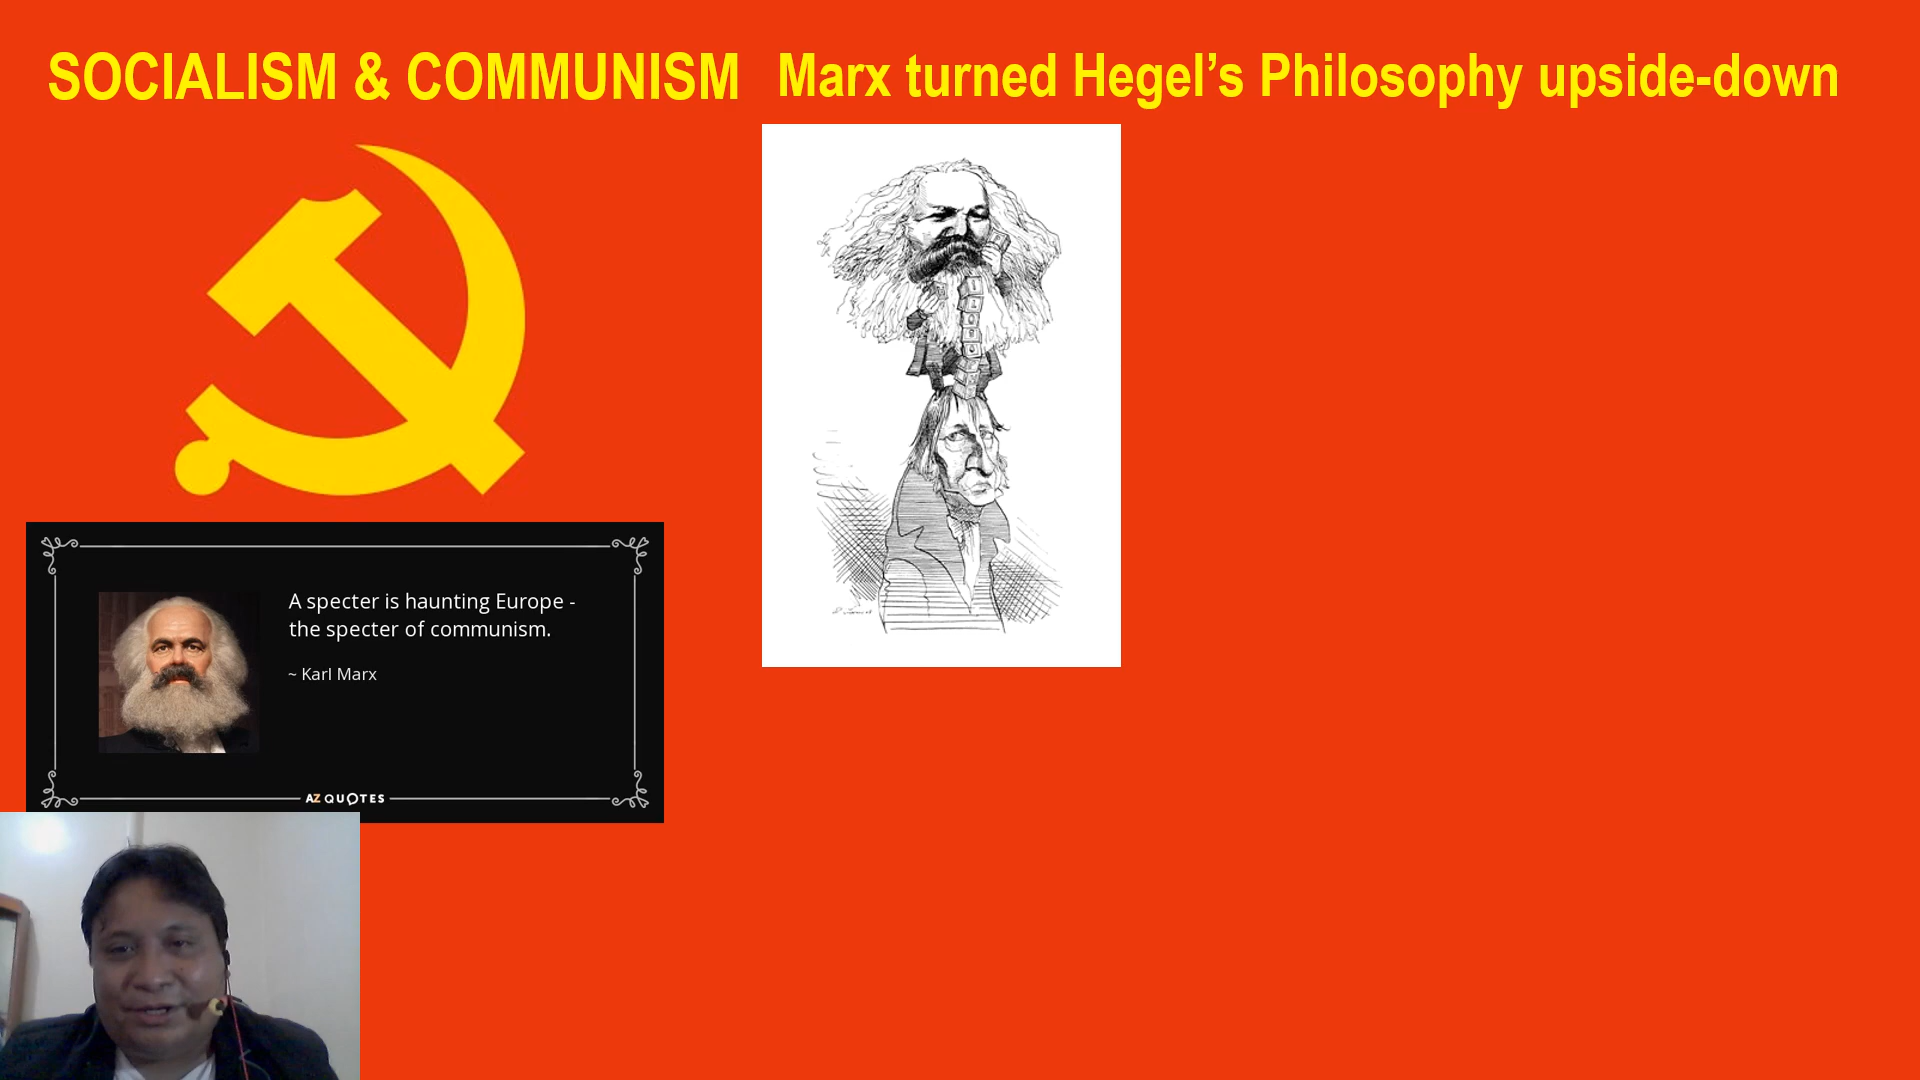 SOCIALISM & COMMUNISM
Marx turned Hegel’s Philosophy upside-down
A specter is haunting Europe -
the specter of communism.
~ Karl Marx
AZ QUOTES